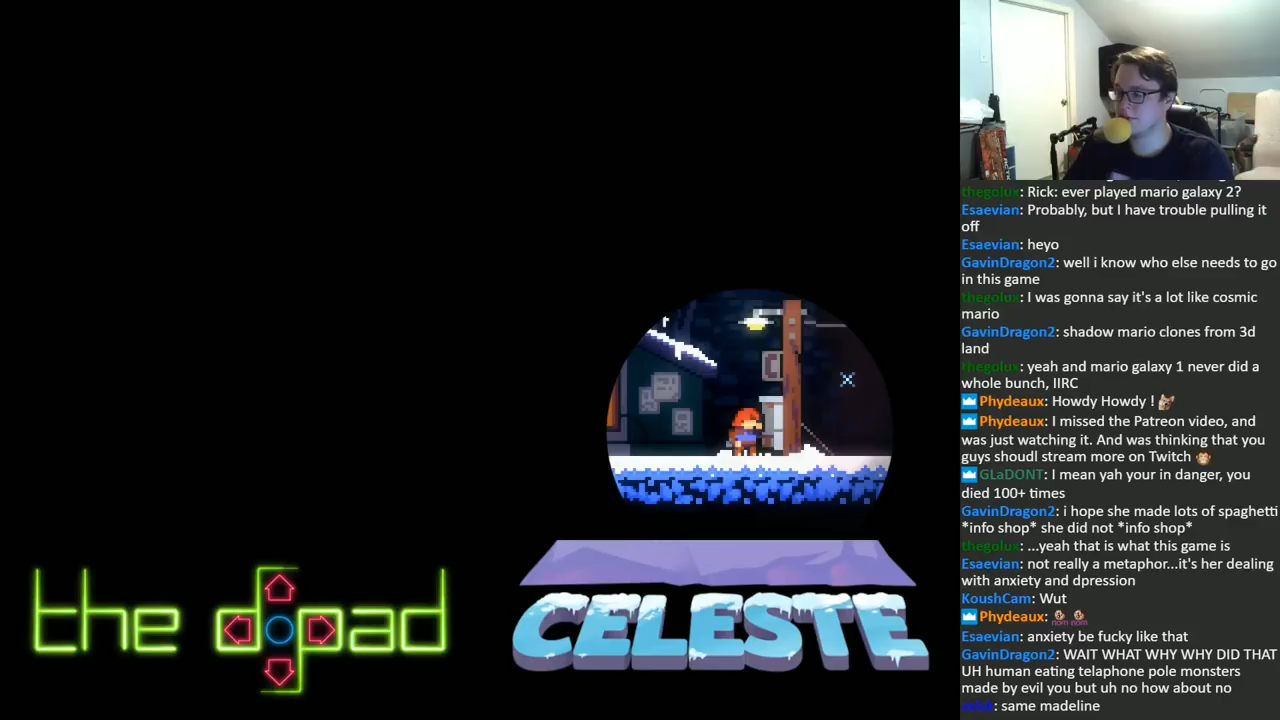 thegolux: Rick: ever played mario galaxy 2?
Esaevian: Probably, but I have trouble pulling it
off
Esaevian: heyo
GavinDragon2: well i know who else needs to go
in this game
thegolux: I was gonna say it's a lot like cosmic
mario
GavinDragon2: shadow mario clones from 3d
land
thegolux: yeah and mario galaxy 1 never did a
whole bunch, IIRC
Phydeaux: Howdy Howdy !
Phydeaux: I missed the Patreon video, and
was just watching it. And was thinking that you
guys shoudl stream more on Twitch
GLaDONT: I mean yah your in danger, you
died 100+ times
GavinDragon2: i hope she made lots of spaghetti
*info shop* she did not *info shop*
thegolux: ...yeah that is what this game is
Esaevian: not really a metaphor...it's her dealing
with anxiety and dpression
KoushCam: Wut
Phydeaux:
Esaevian: anxiety be fucky like that
GavinDragon2: WAIT WHAT WHY WHY DID THAT
UH human eating telaphone pole monsters
made by evil you but uh no how about no
: same madeline
the dpad
CELESTE